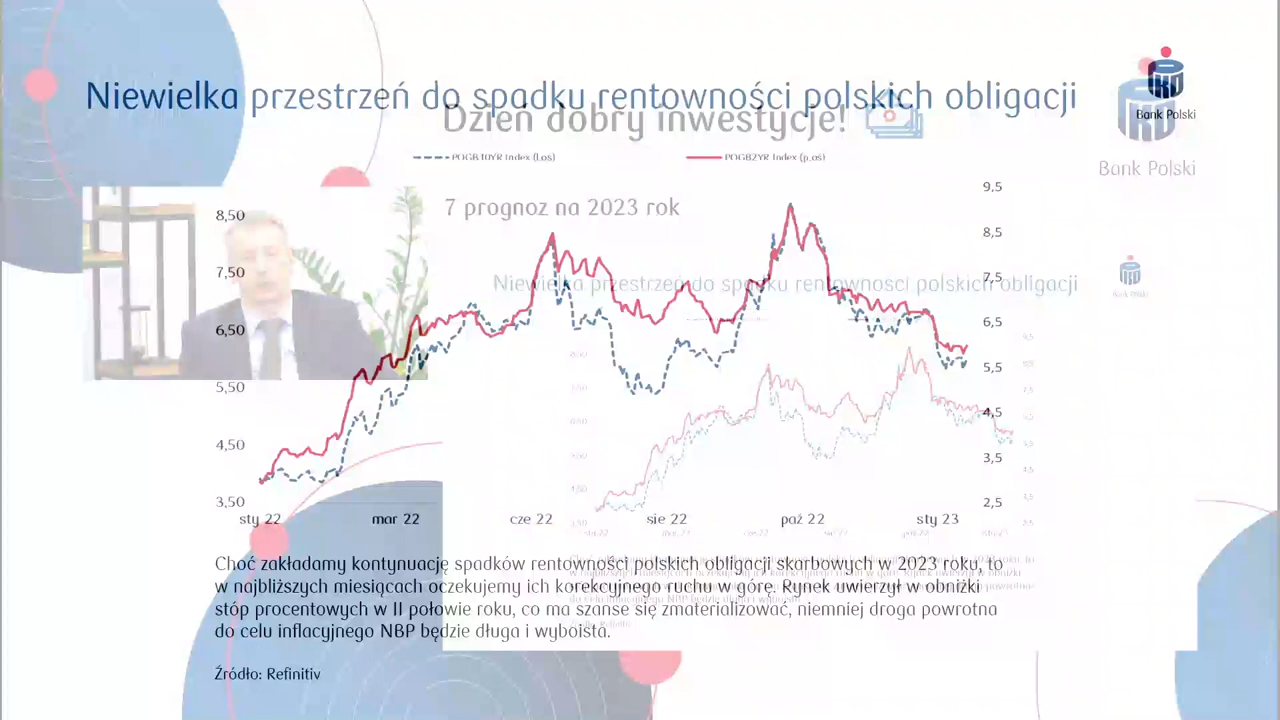 Niewielka przestrzeń do spadku rentowności polskich obligacji
Bank Polski
Dzień dobry inwestycje!
Bank Polski
POGB10YR Index (l.oś)
POGB2YR Index (p.oś)
7 prognoz na 2023 rok
Niewielka przestrzeń do spadku rentowności polskich obligacji
8,50
7,50
6,50
5,50
4,50
3,50
9,5
8,5
7,5
6,5
5,5
4,5
3,5
2,5
sty 22
mar 22
cze 22
sie 22
paź 22
sty 23
Choć zakładamy kontynuację spadków rentowności polskich obligacji skarbowych w 2023 roku, to
w najbliższych miesiącach oczekujemy ich korekcyjnego ruchu w górę. Rynek uwierzył w obniżki
stóp procentowych w II połowie roku, co ma szanse się zmaterializować, niemniej droga powrotna
do celu inflacyjnego NBP będzie długa i wyboista.
Źródło: Refinitiv